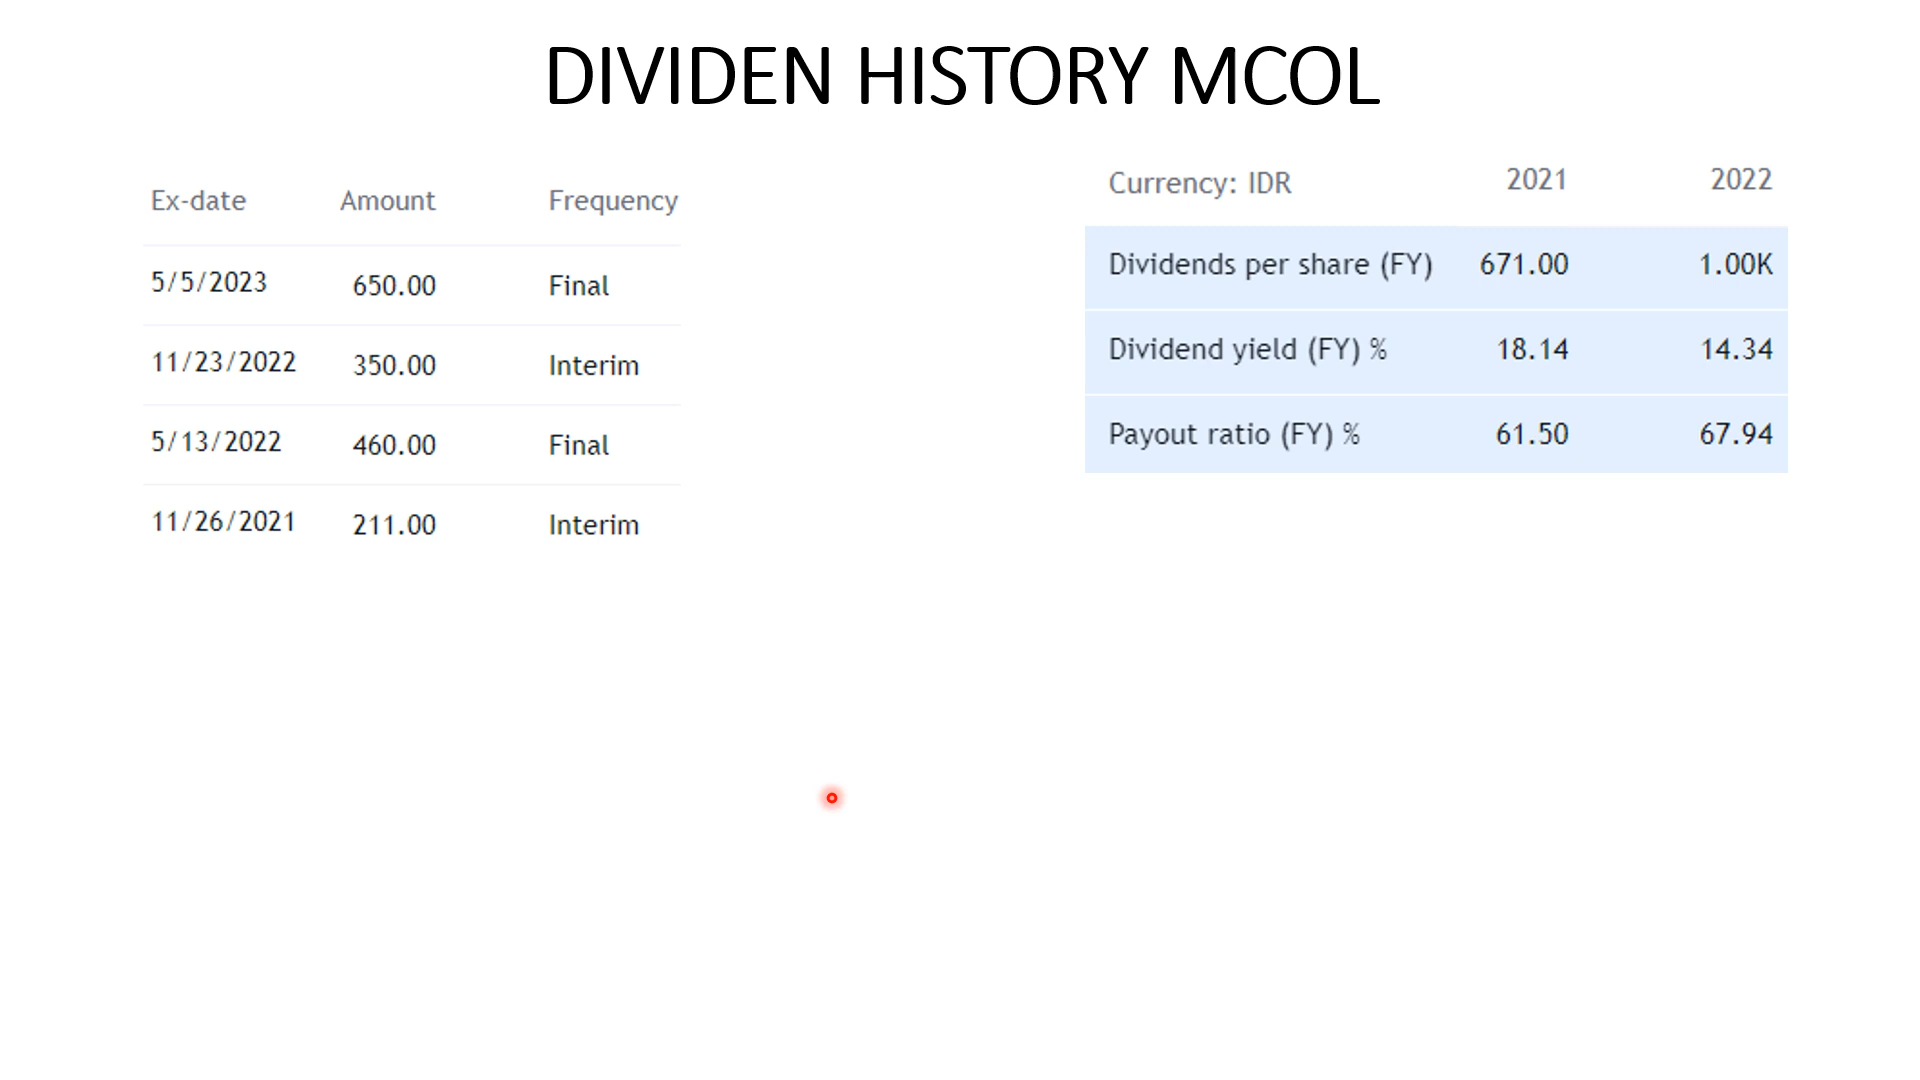 DIVIDEN HISTORY MCOL
Ex-date Amount Frequency
5/5/2023 650.00 Final
11/23/2022 350.00 Interim
5/13/2022 460.00 Final
11/26/2021 211.00 Interim
Currency: IDR 2021 2022
Dividends per share (FY) 671.00 1.00K
Dividend yield (FY) % 18.14 14.34
Payout ratio (FY) % 61.50 67.94